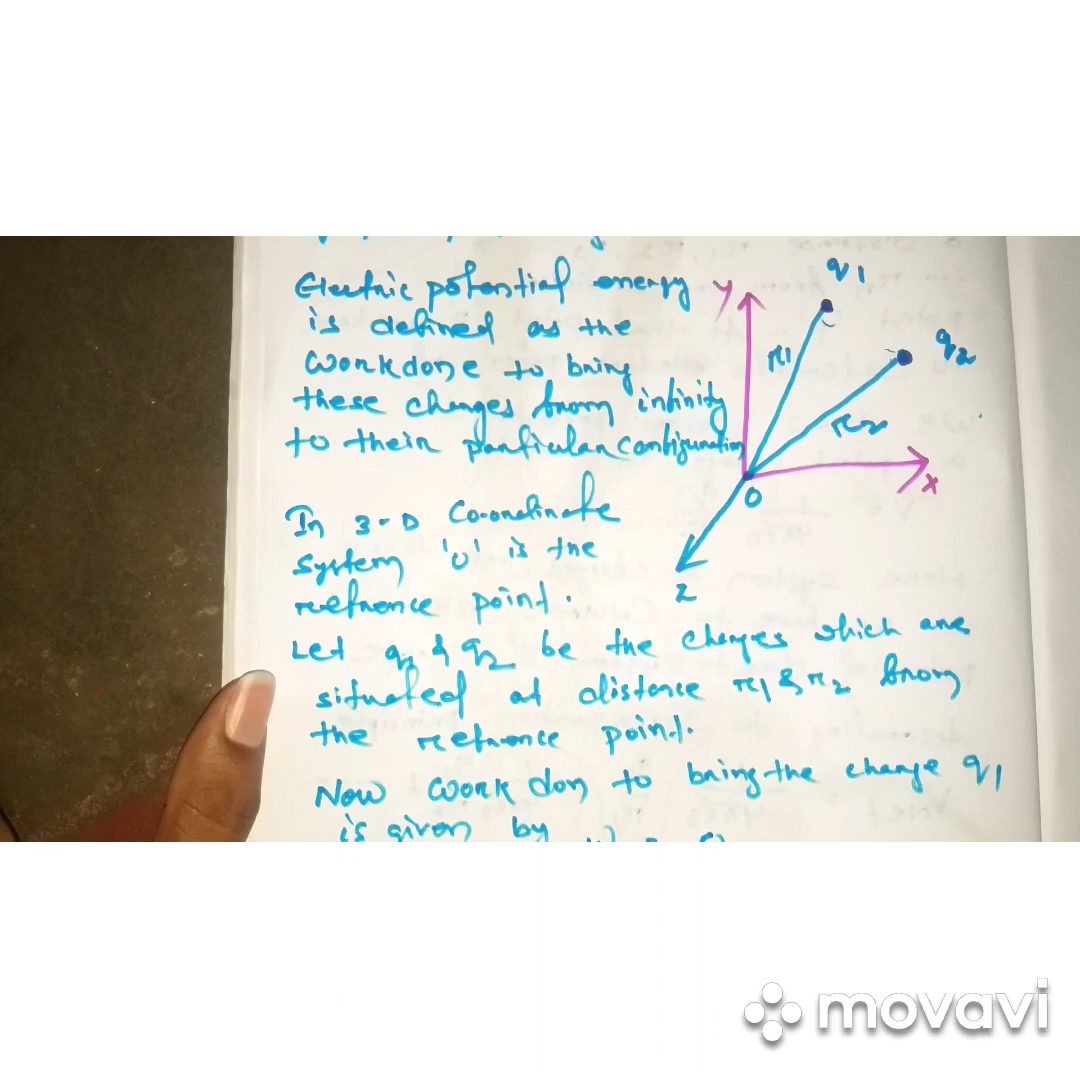 Electric potential energy
is defined as the
workdone to bring
these charges from infinity
to their particular configuration
In 3-D Co-ordinate
system 'O' is the
refrence point.
Let q1 & q2 be the charges which are
situated at distance r1 & r2 from
the refrence point.
Now work don to bring the charge q1
is given by
Y
q1
q2
r1
r2
X
O
Z
movavi